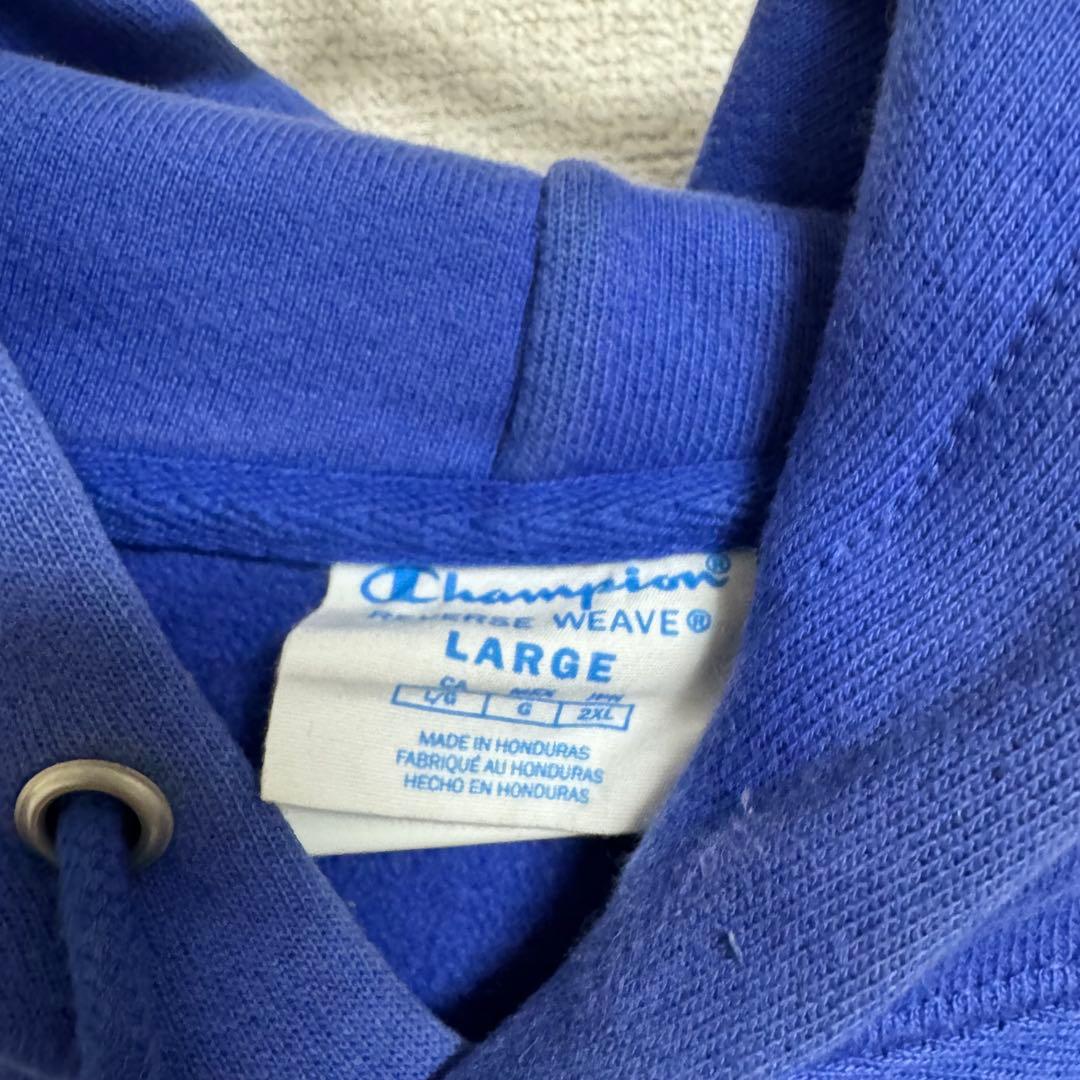 Champion®
REVERSE WEAVE®
LARGE
CA MEX JPN
L/G G 2XL
MADE IN HONDURAS
FABRIQUÉ AU HONDURAS
HECHO EN HONDURAS